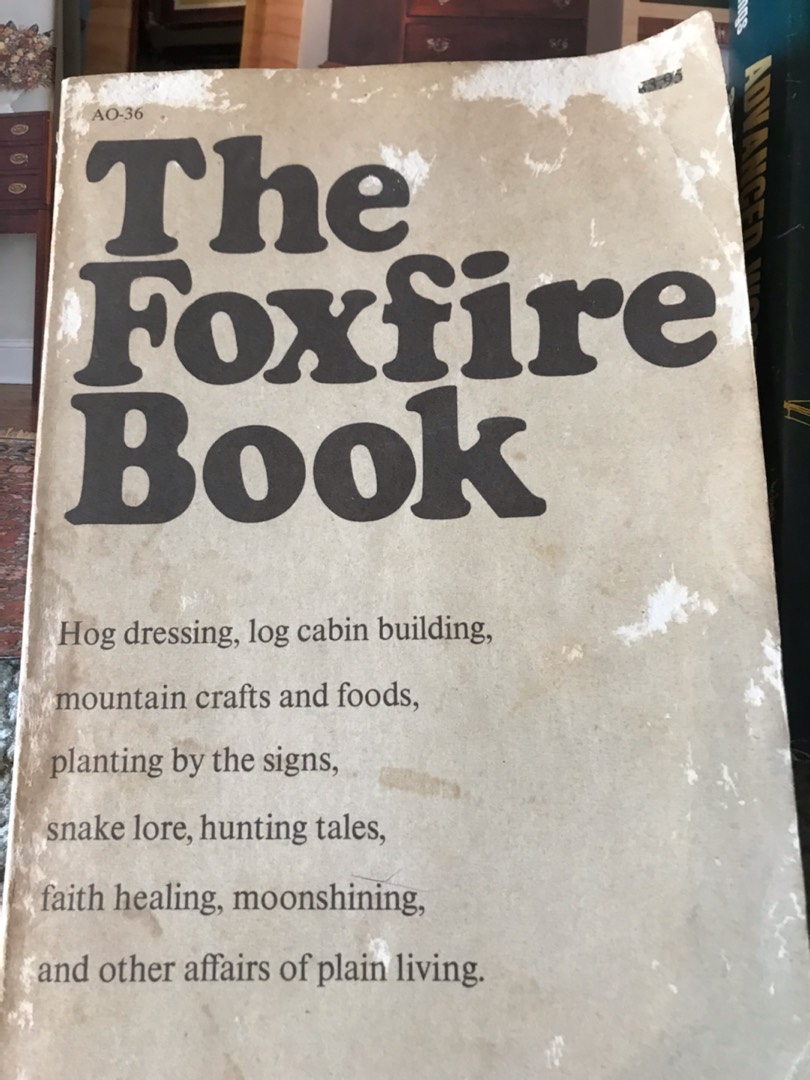 AO-36
The
Foxfire
Book
Hog dressing, log cabin building,
mountain crafts and foods,
planting by the signs,
snake lore, hunting tales,
faith healing, moonshining,
and other affairs of plain living.
ADVANCED